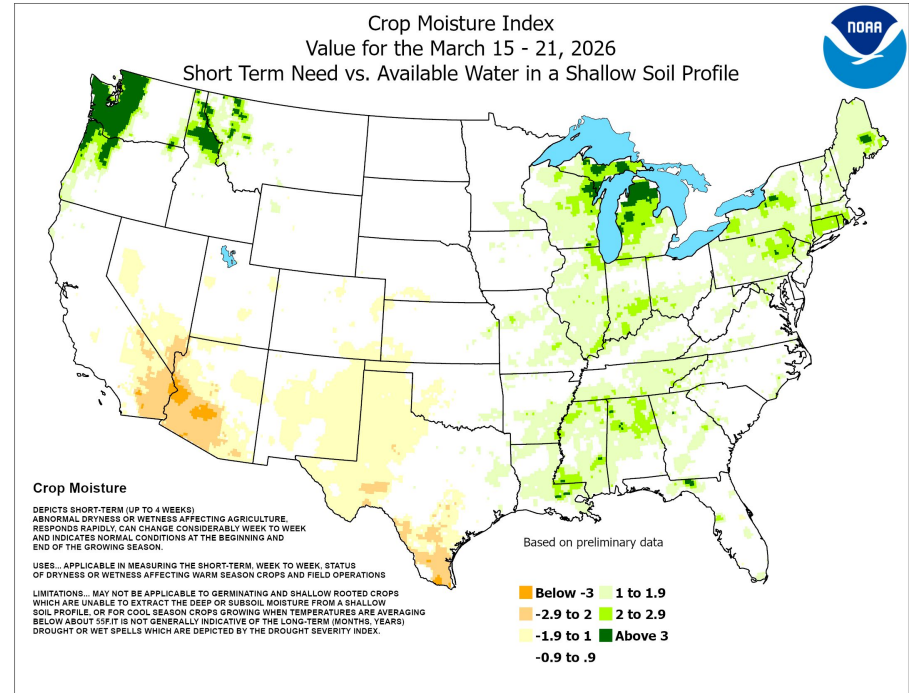 Crop Moisture Index
Value for the March 15 - 21, 2026
Short Term Need vs. Available Water in a Shallow Soil Profile
NOAA
Crop Moisture
DEPICTS SHORT-TERM (UP TO 4 WEEKS)
ABNORMAL DRYNESS OR WETNESS AFFECTING AGRICULTURE,
RESPONDS RAPIDLY, CAN CHANGE CONSIDERABLY WEEK TO WEEK
AND INDICATES NORMAL CONDITIONS AT THE BEGINNING AND
END OF THE GROWING SEASON.
USES... APPLICABLE IN MEASURING THE SHORT-TERM, WEEK TO WEEK, STATUS
OF DRYNESS OR WETNESS AFFECTING WARM SEASON CROPS AND FIELD OPERATIONS
LIMITATIONS... MAY NOT BE APPLICABLE TO GERMINATING AND SHALLOW ROOTED CROPS
WHICH ARE UNABLE TO EXTRACT THE DEEP OR SUBSOIL MOISTURE FROM A SHALLOW
SOIL PROFILE, OR FOR COOL SEASON CROPS GROWING WHEN TEMPERATURES ARE AVERAGING
BELOW ABOUT 55F.IT IS NOT GENERALLY INDICATIVE OF THE LONG-TERM (MONTHS, YEARS)
DROUGHT OR WET SPELLS WHICH ARE DEPICTED BY THE DROUGHT SEVERITY INDEX.
Based on preliminary data
Below -3
-2.9 to 2
-1.9 to 1
-0.9 to .9
1 to 1.9
2 to 2.9
Above 3